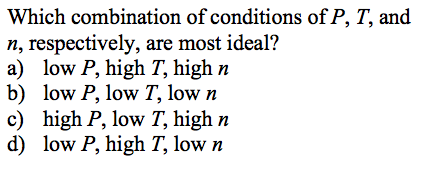 Which combination of conditions of P, T, and
n, respectively, are most ideal?
a) low P, high T, high n
b) low P, low T, low n
c) high P, low T, high n
d) low P, high T, low n